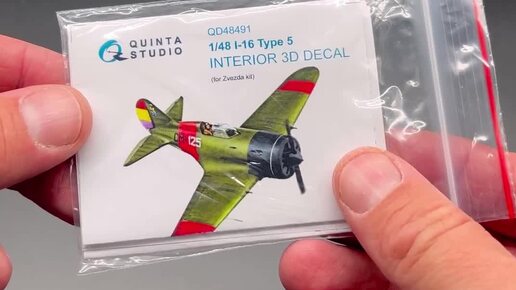 QUINTA
STUDIO
QD48491
1/48 I-16 Type 5
INTERIOR 3D DECAL
(for Zvezda kit)
125